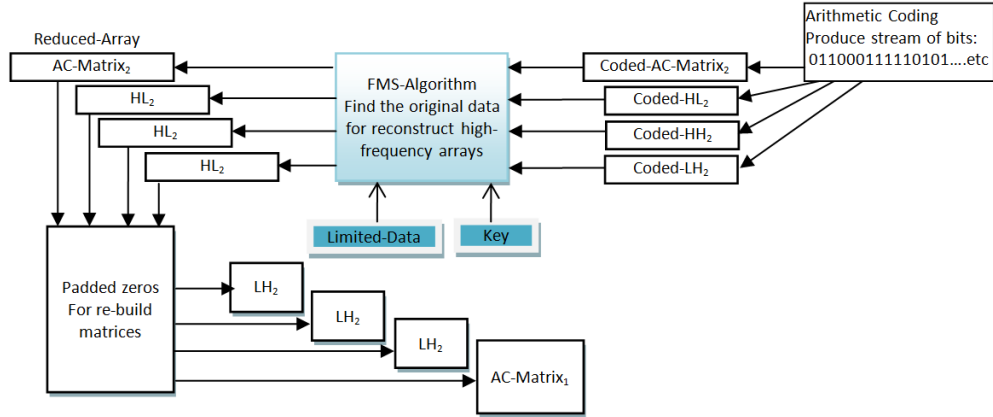 Reduced-Array
AC-Matrix₂
HL₂
HL₂
HL₂
FMS-Algorithm
Find the original data
for reconstruct high-
frequency arrays
Coded-AC-Matrix₂
Coded-HL₂
Coded-HH₂
Coded-LH₂
Arithmetic Coding
Produce stream of bits:
011000111110101....etc
Limited-Data
Key
Padded zeros
For re-build
matrices
LH₂
LH₂
LH₂
AC-Matrix₁